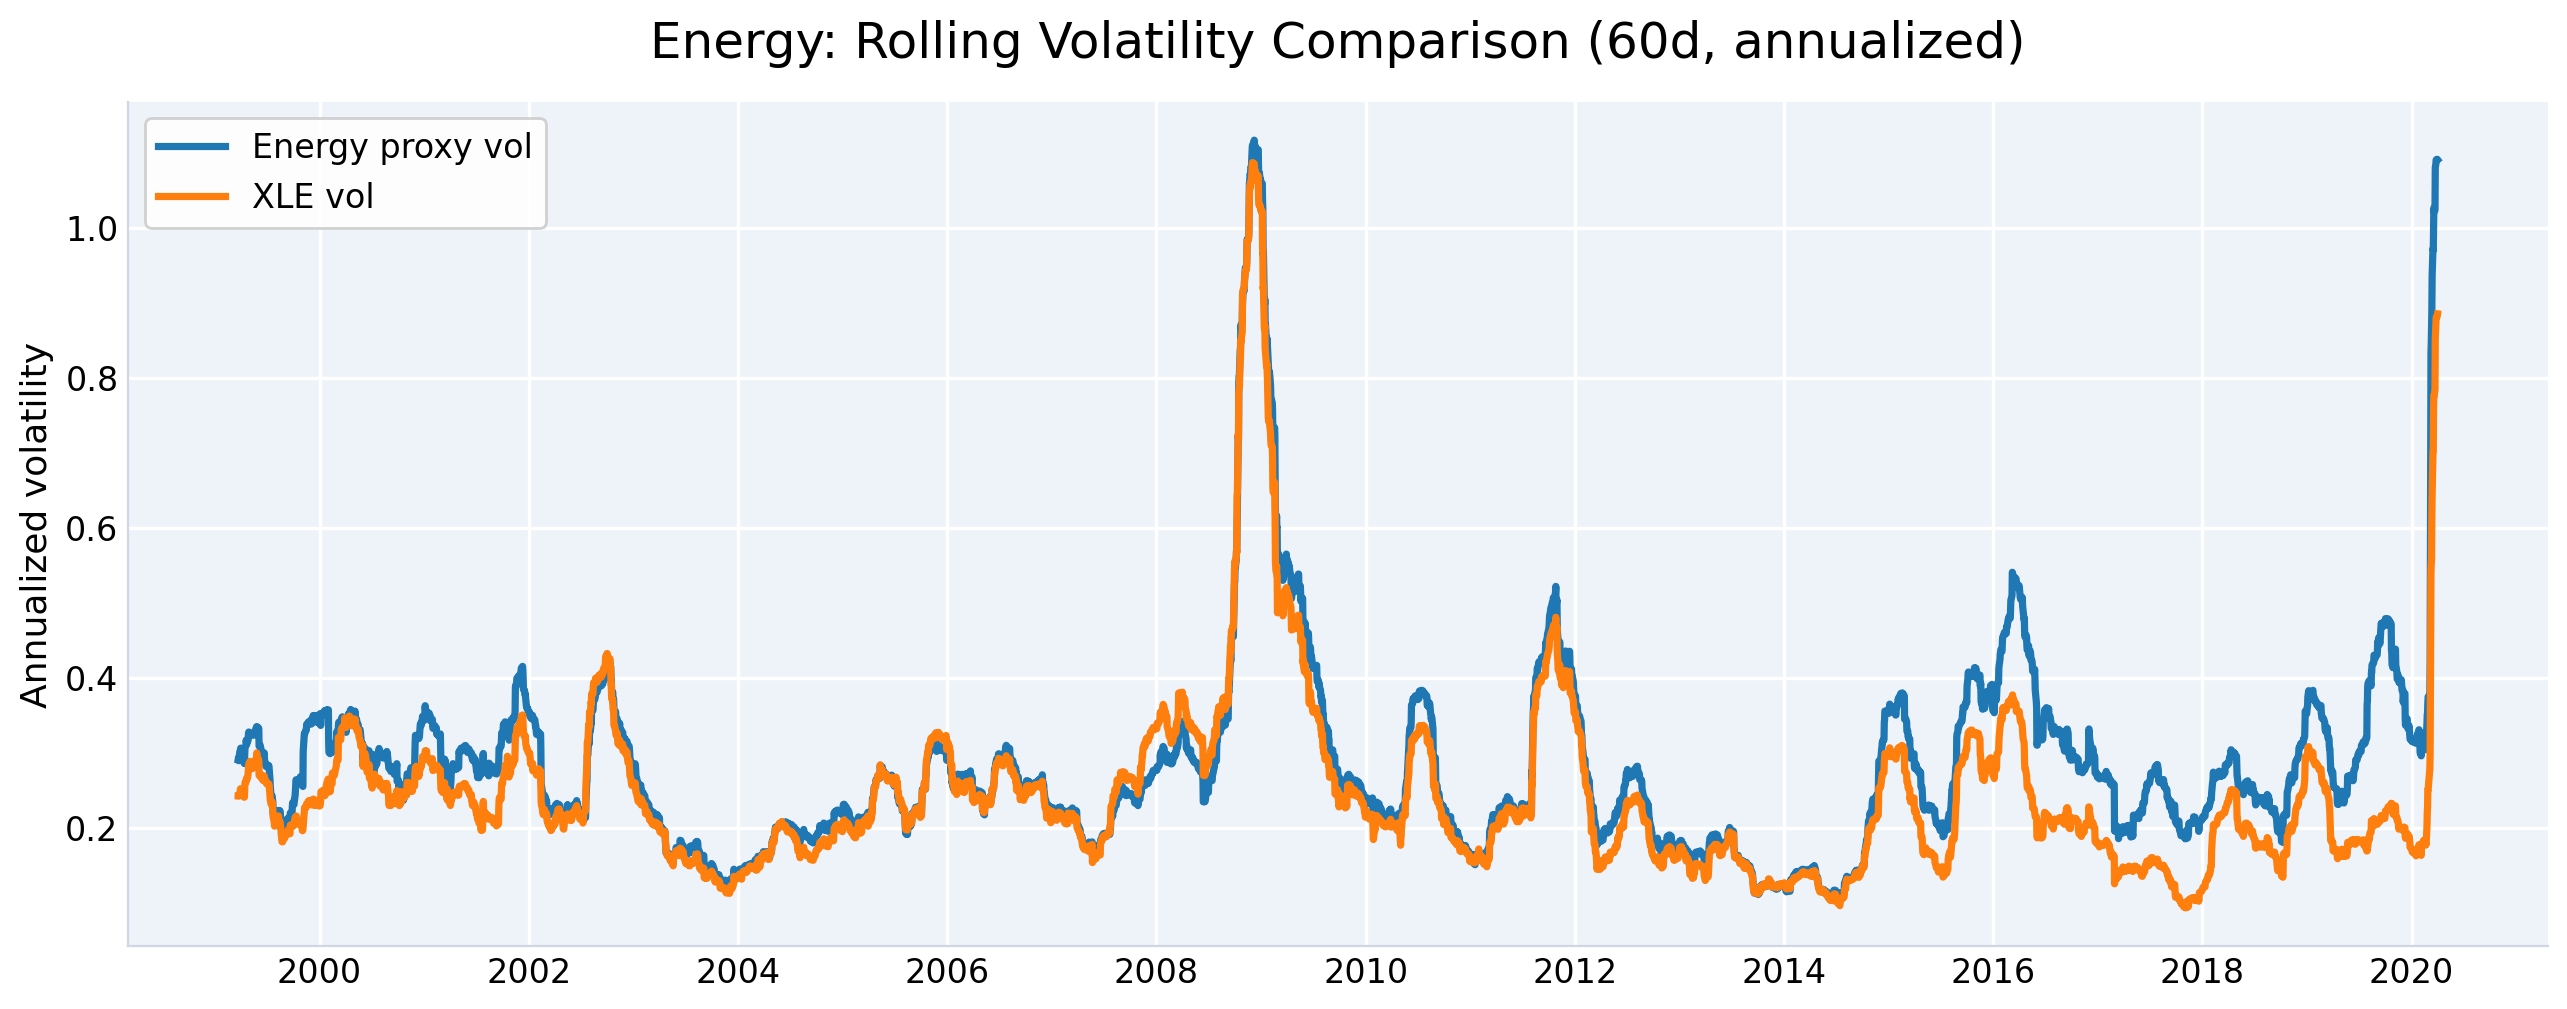 Energy: Rolling Volatility Comparison (60d, annualized)
Energy proxy vol
XLE vol
Annualized volatility
1.0
0.8
0.6
0.4
0.2
2000 2002 2004 2006 2008 2010 2012 2014 2016 2018 2020